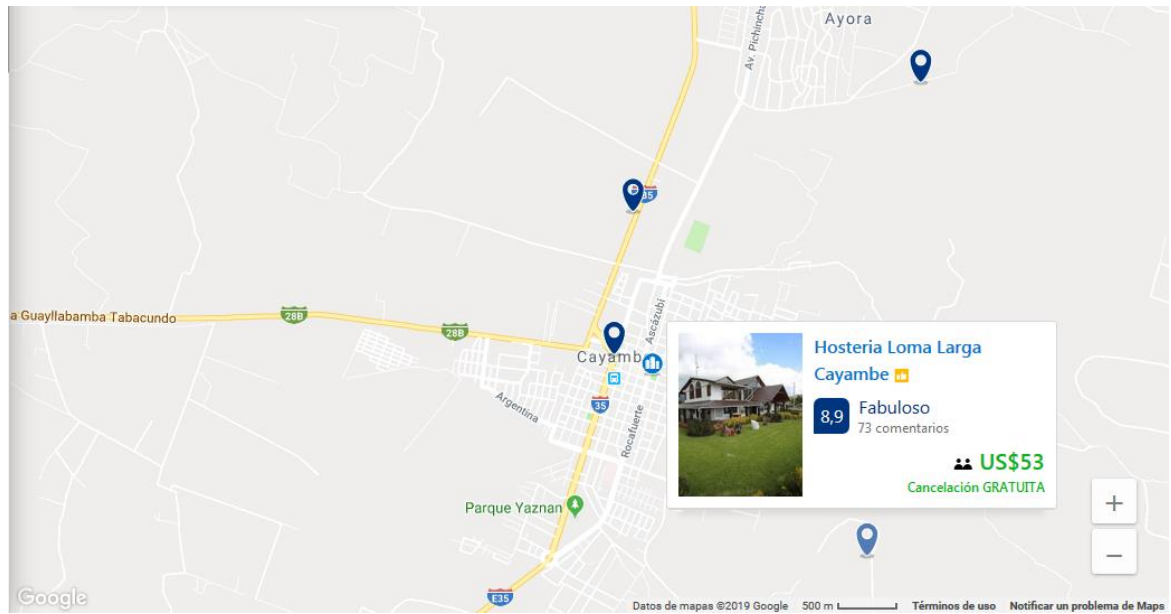 Ayora
Av. Pichincha
35
a Guayllabamba Tabacundo
28B
28B
Cayamb
Ascázubi
Argentina
35
Rocafuerte
Hosteria Loma Larga
Cayambe
8,9 Fabuloso
73 comentarios
US$53
Cancelación GRATUITA
Parque Yaznan
+
−
E35
Google
Datos de mapas ©2019 Google 500 m Términos de uso Notificar un problema de Maps